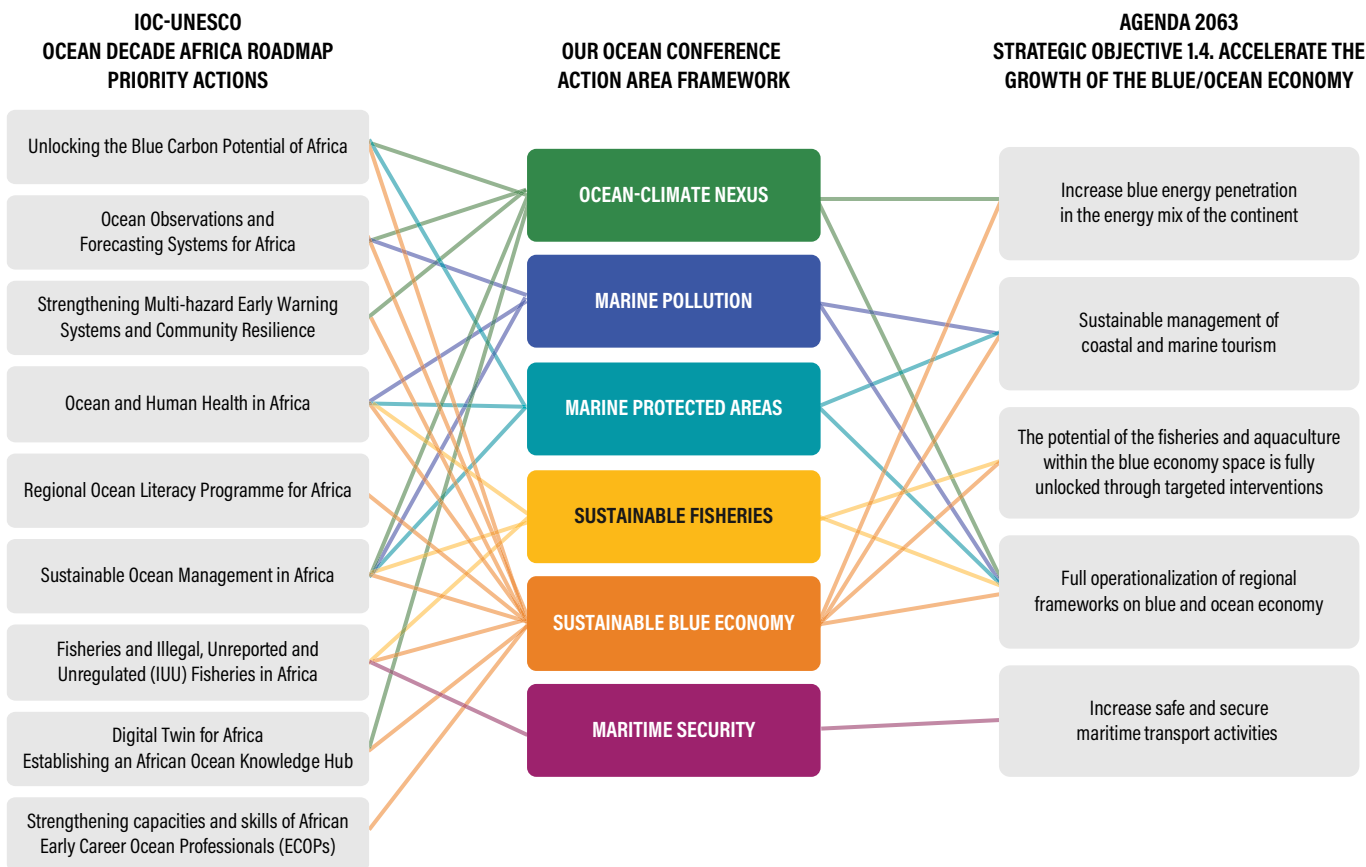 IOC-UNESCO
OCEAN DECADE AFRICA ROADMAP
PRIORITY ACTIONS
Unlocking the Blue Carbon Potential of Africa
Ocean Observations and
Forecasting Systems for Africa
Strengthening Multi-hazard Early Warning
Systems and Community Resilience
Ocean and Human Health in Africa
Regional Ocean Literacy Programme for Africa
Sustainable Ocean Management in Africa
Fisheries and Illegal, Unreported and
Unregulated (IUU) Fisheries in Africa
Digital Twin for Africa
Establishing an African Ocean Knowledge Hub
Strengthening capacities and skills of African
Early Career Ocean Professionals (ECOPs)
OUR OCEAN CONFERENCE
ACTION AREA FRAMEWORK
OCEAN-CLIMATE NEXUS
MARINE POLLUTION
MARINE PROTECTED AREAS
SUSTAINABLE FISHERIES
SUSTAINABLE BLUE ECONOMY
MARITIME SECURITY
AGENDA 2063
STRATEGIC OBJECTIVE 1.4. ACCELERATE THE
GROWTH OF THE BLUE/OCEAN ECONOMY
Increase blue energy penetration
in the energy mix of the continent
Sustainable management of
coastal and marine tourism
The potential of the fisheries and aquaculture
within the blue economy space is fully
unlocked through targeted interventions
Full operationalization of regional
frameworks on blue and ocean economy
Increase safe and secure
maritime transport activities